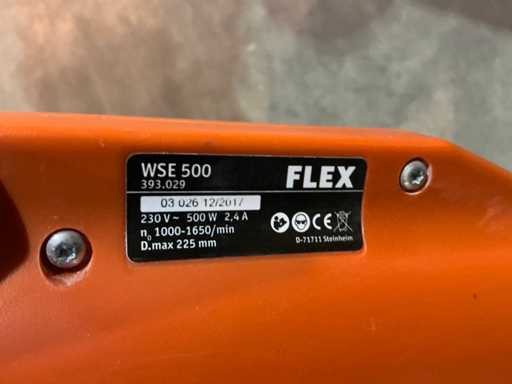 WSE 500
393.029
FLEX
03 026 12/2017
230 V ~ 500 W 2,4 A
n₀ 1000-1650/min
D.max 225 mm
CE
D-71711 Steinheim